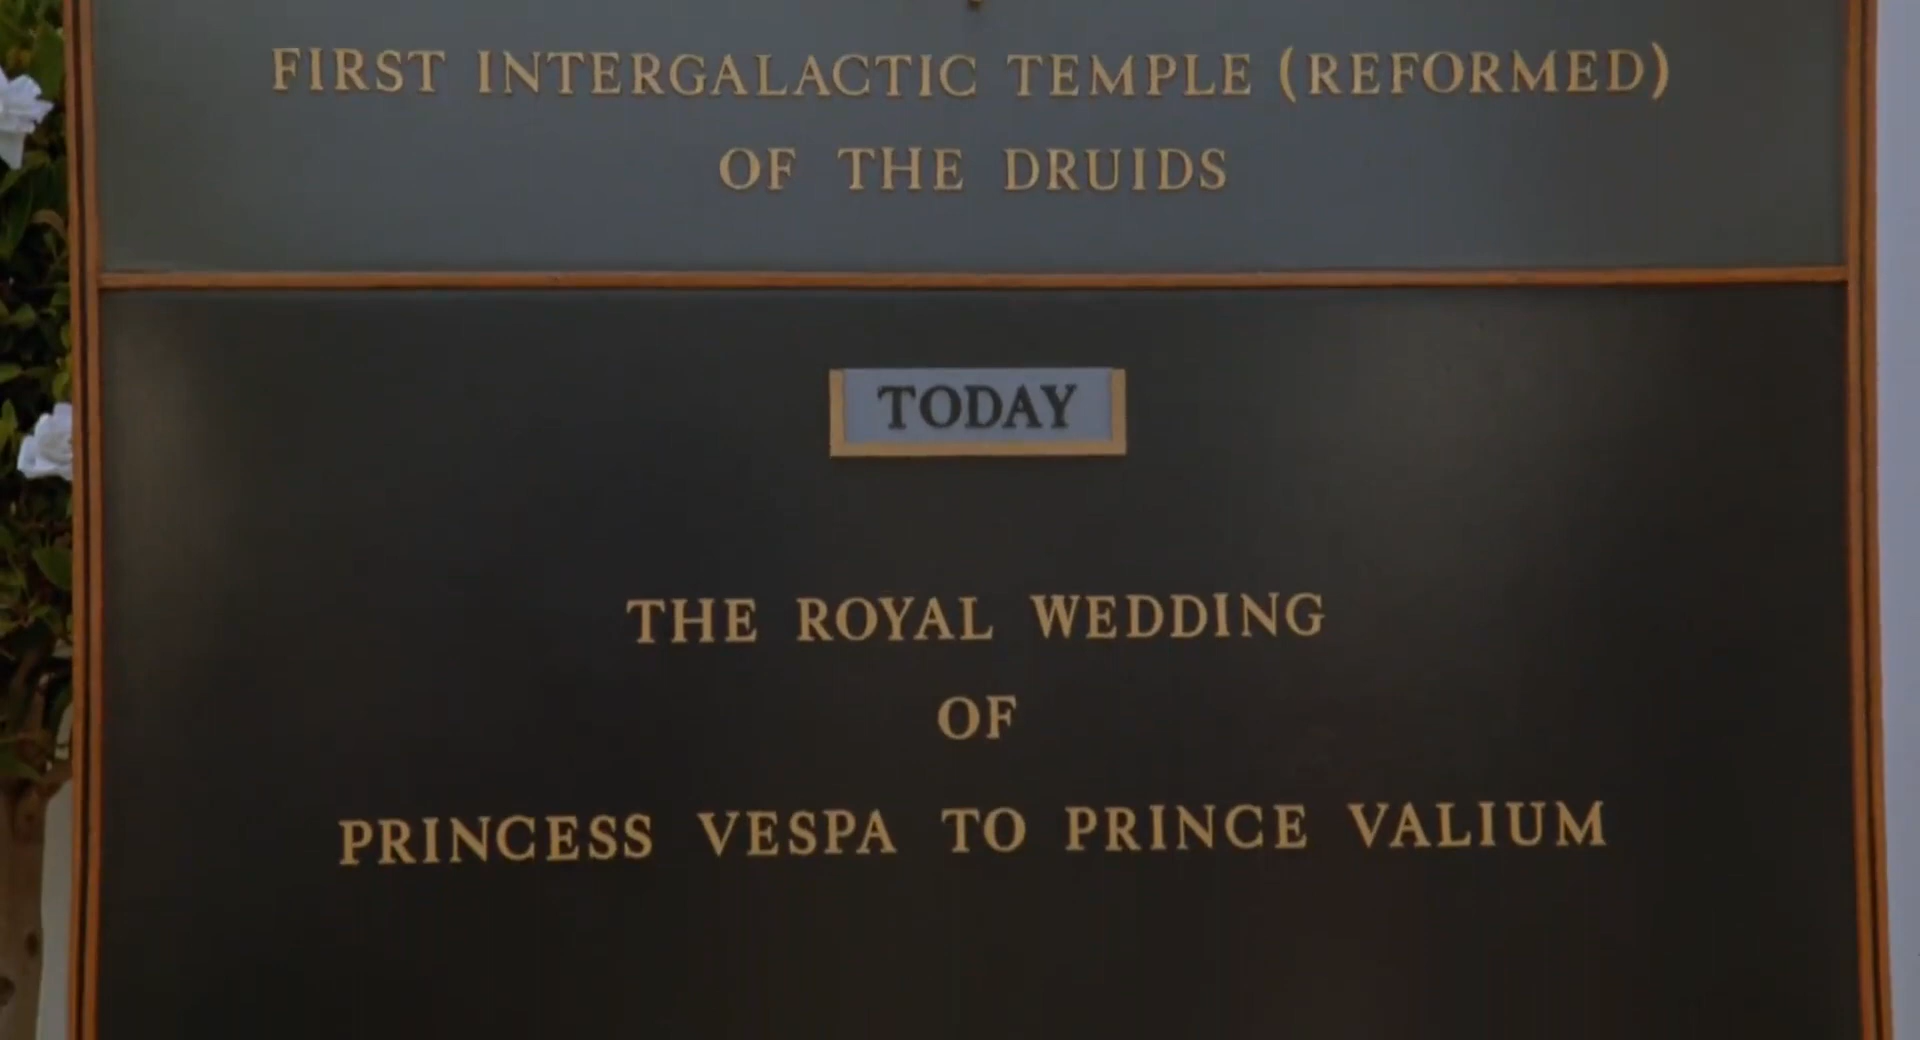 FIRST INTERGALACTIC TEMPLE (REFORMED)
OF THE DRUIDS
TODAY
THE ROYAL WEDDING
OF
PRINCESS VESPA TO PRINCE VALIUM